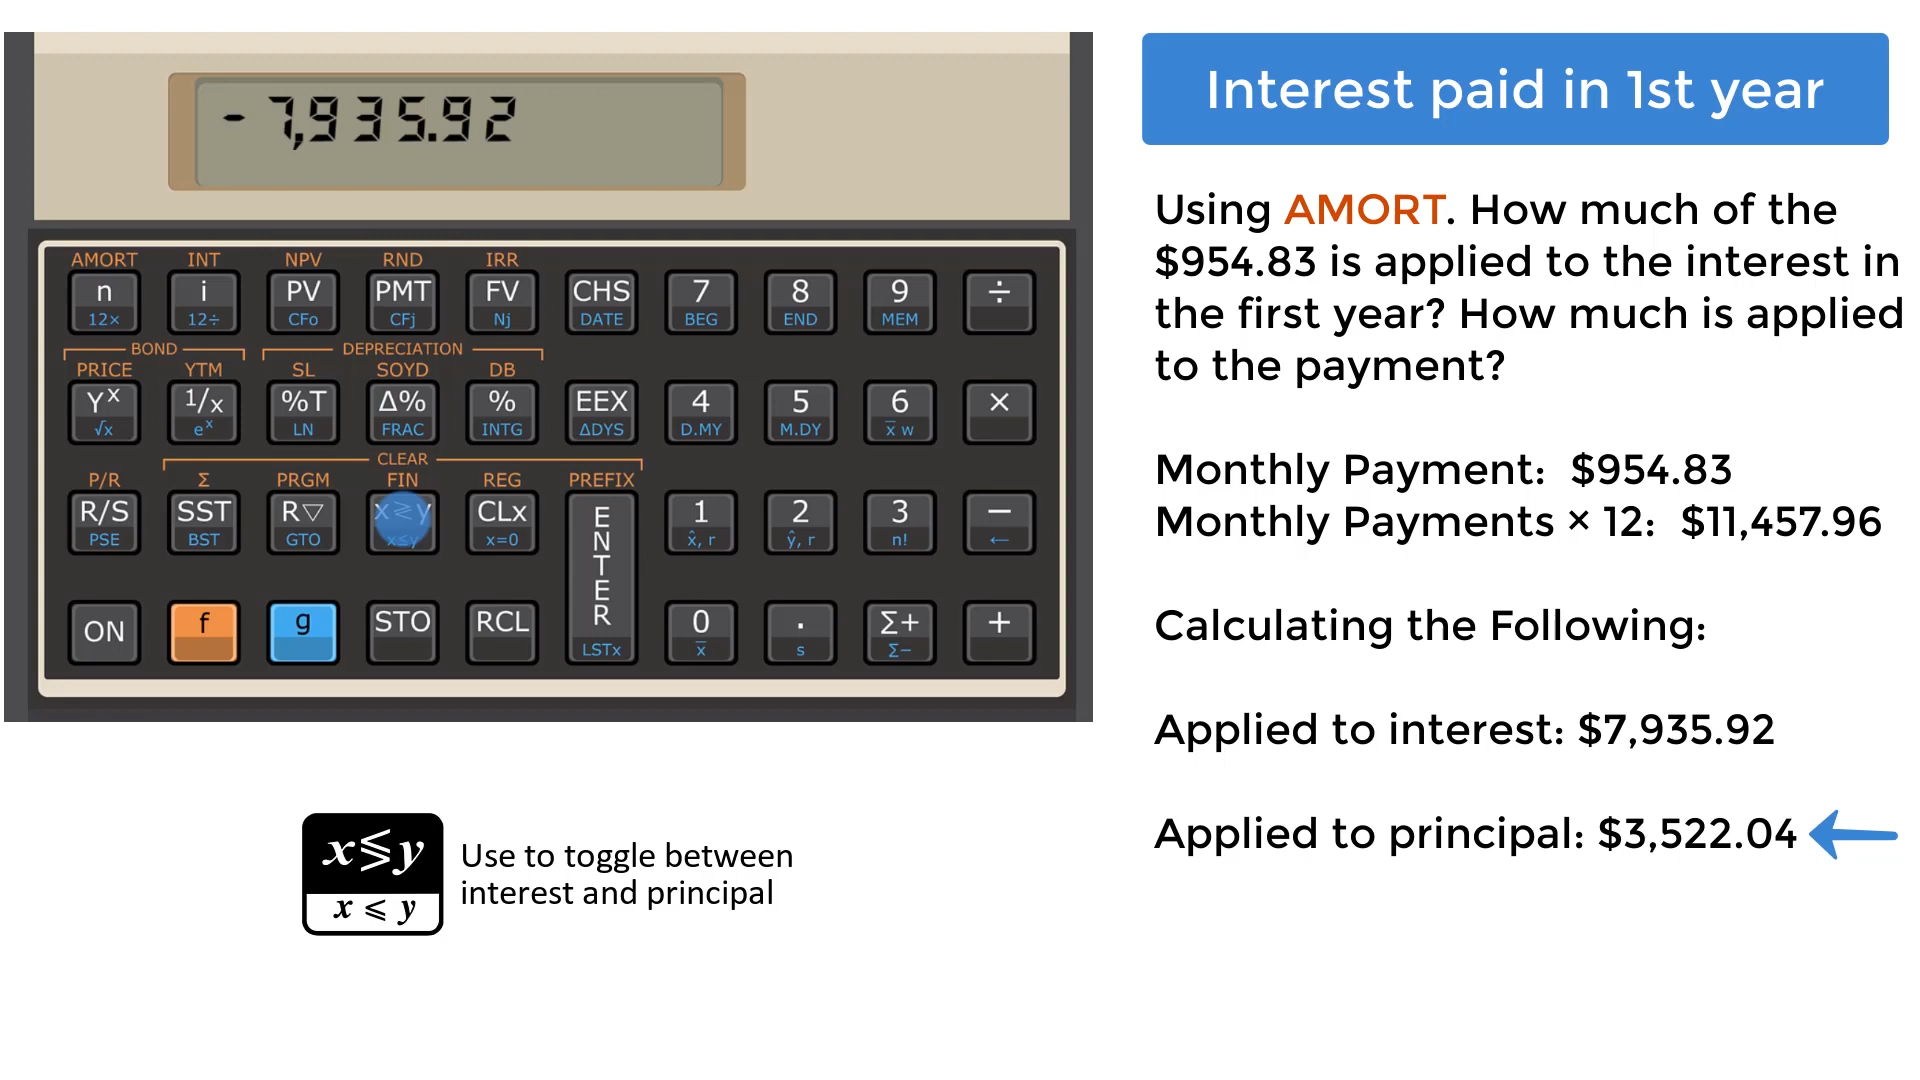 -7,935.92
Interest paid in 1st year
Using AMORT. How much of the
$954.83 is applied to the interest in
the first year? How much is applied
to the payment?
Monthly Payment: $954.83
Monthly Payments × 12: $11,457.96
Calculating the Following:
Applied to interest: $7,935.92
Applied to principal: $3,522.04
AMORT INT NPV RND IRR
n i PV PMT FV CHS 7 8 9 ÷
12× 12÷ CFo CFj Nj DATE BEG END MEM
BOND DEPRECIATION
PRICE YTM SL SOYD DB
Yˣ 1/x %T Δ% % EEX 4 5 6 ×
√x eˣ LN FRAC INTG ΔDYS D.MY M.DY x̅ w
CLEAR
P/R Σ PRGM FIN REG PREFIX
R/S SST R▽ x≷y CLx ENTER 1 2 3 −
PSE BST GTO x≤y x=0 x̂, r ŷ, r n! ←
ON f g STO RCL 0 . Σ+ +
LSTx x̅ s Σ−
x≶y
x ⩽ y
Use to toggle between
interest and principal